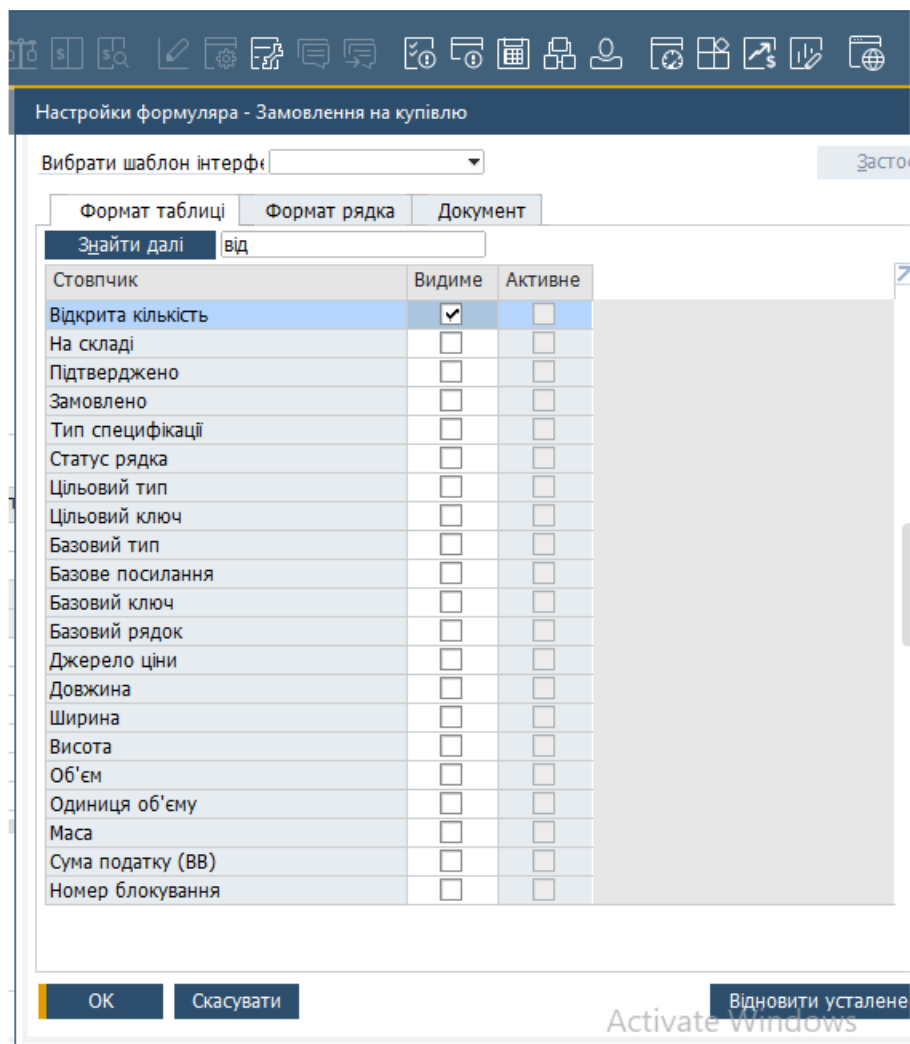 Настройки формуляра - Замовлення на купівлю
Вибрати шаблон інтерфе
Засто
Формат таблиці Формат рядка Документ
Знайти далі від
Стовпчик Видиме Активне
Відкрита кількість
На складі
Підтверджено
Замовлено
Тип специфікації
Статус рядка
Цільовий тип
Цільовий ключ
Базовий тип
Базове посилання
Базовий ключ
Базовий рядок
Джерело ціни
Довжина
Ширина
Висота
Об'єм
Одиниця об'єму
Маса
Сума податку (ВВ)
Номер блокування
OK Скасувати Відновити усталене
Activate Windows